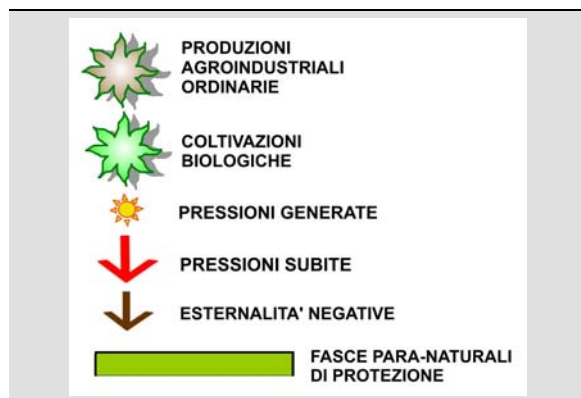 PRODUZIONI
AGROINDUSTRIALI
ORDINARIE
COLTIVAZIONI
BIOLOGICHE
PRESSIONI GENERATE
PRESSIONI SUBITE
ESTERNALITA' NEGATIVE
FASCE PARA-NATURALI
DI PROTEZIONE